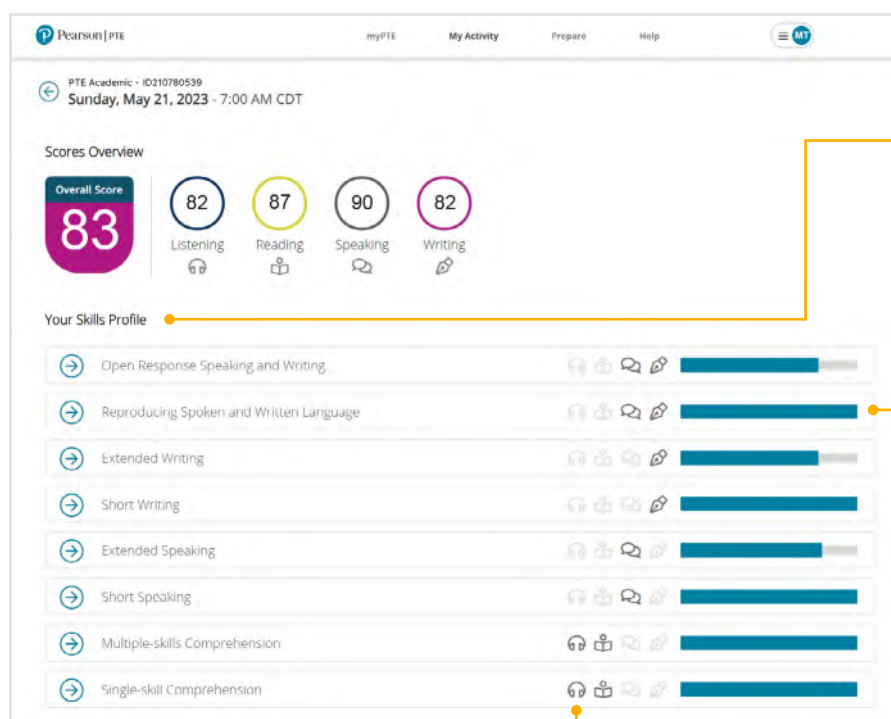 Pearson | PTE
myPTE
My Activity
Prepare
Help
MT
PTE Academic · ID210780539
Sunday, May 21, 2023 - 7:00 AM CDT
Scores Overview
Overall Score
83
82
87
90
82
Listening
Reading
Speaking
Writing
Your Skills Profile
Open Response Speaking and Writing
Reproducing Spoken and Written Language
Extended Writing
Short Writing
Extended Speaking
Short Speaking
Multiple-skills Comprehension
Single-skill Comprehension